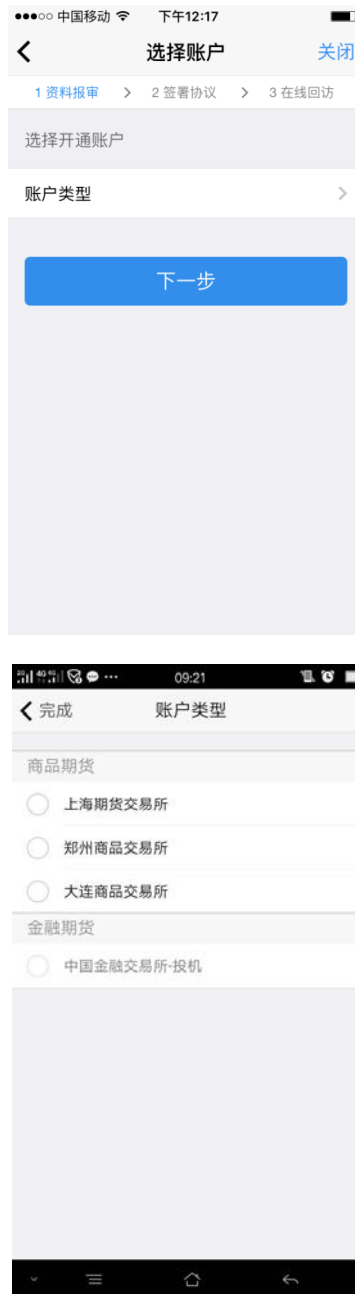 中国移动 下午12:17
选择账户 关闭
1 资料报审 > 2 签署协议 > 3 在线回访
选择开通账户
账户类型
下一步
09:21
完成 账户类型
商品期货
上海期货交易所
郑州商品交易所
大连商品交易所
金融期货
中国金融交易所-投机